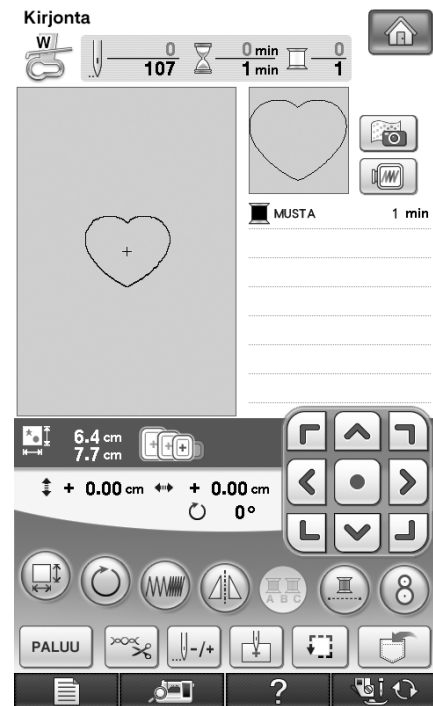 Kirjonta
W
0 0 min 0
107 1 min 1
MUSTA 1 min
6.4 cm
7.7 cm
+ 0.00 cm + 0.00 cm
0°
A B C
8
PALUU
-/+
?